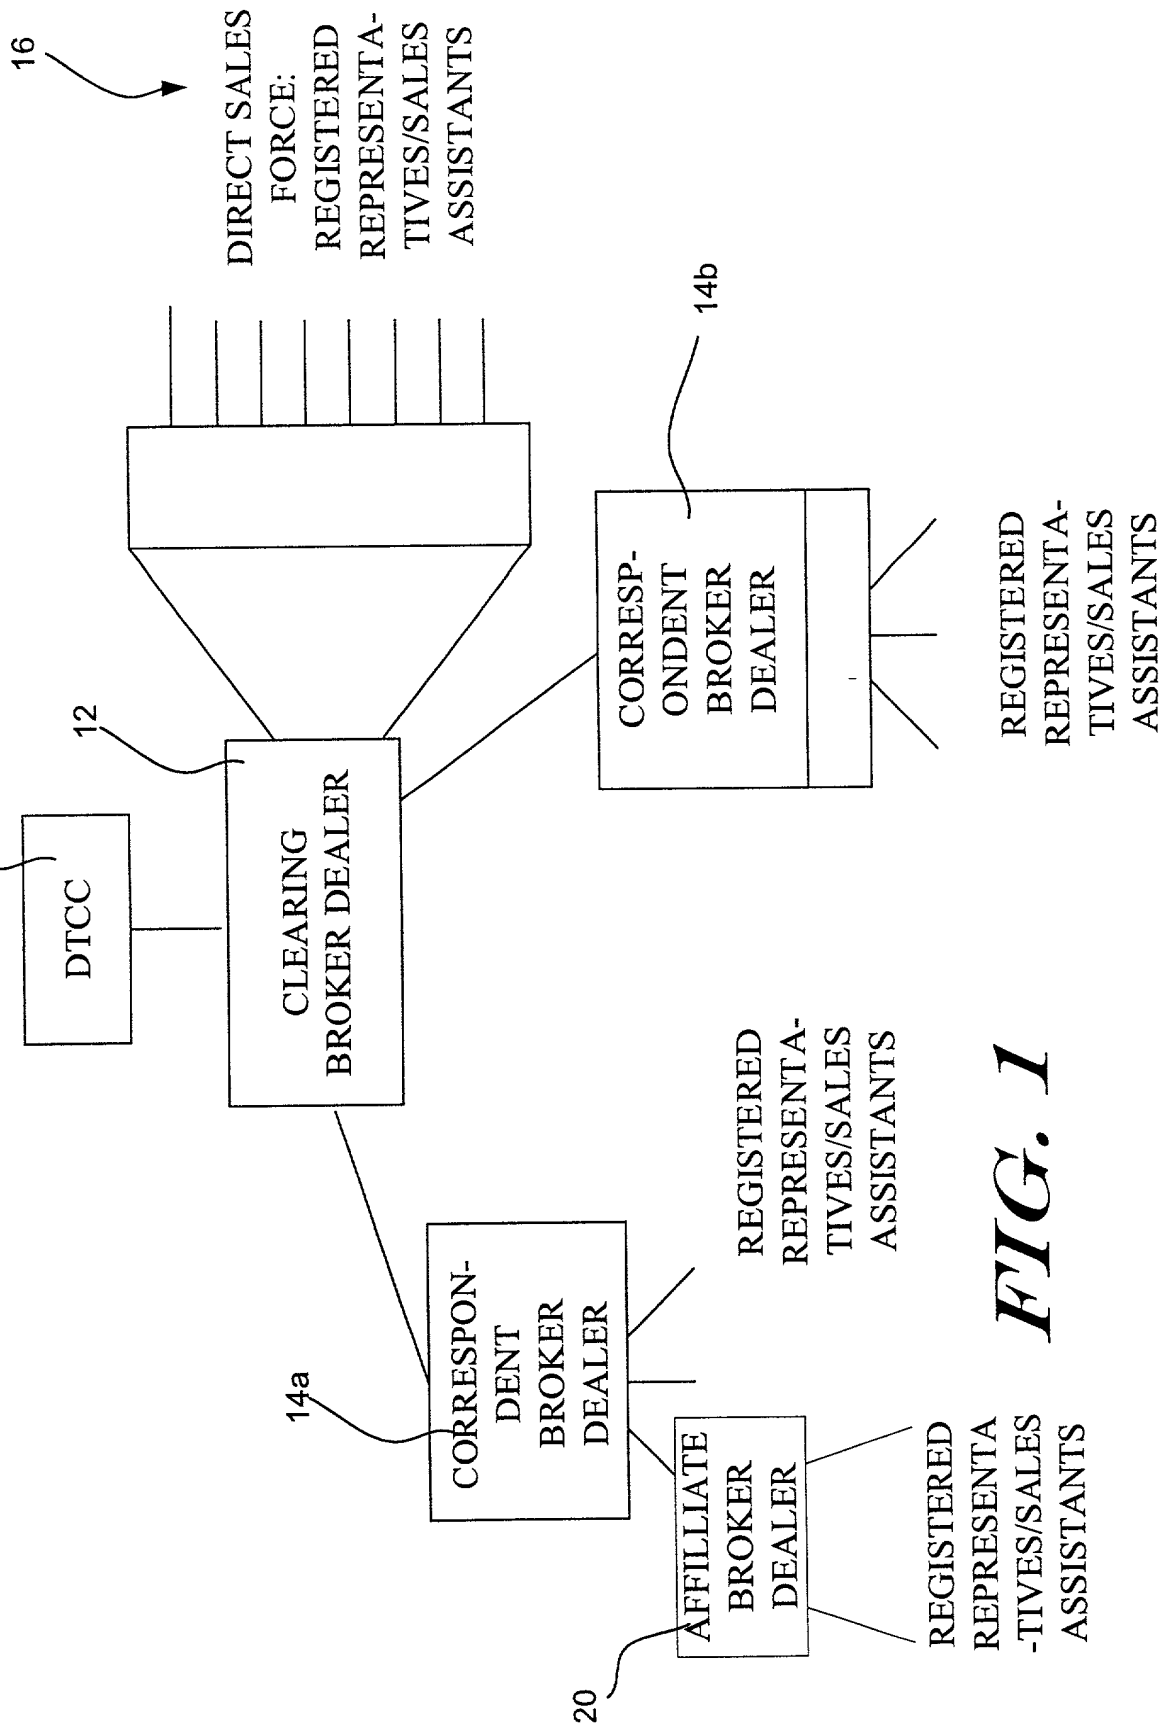 DTCC
12
CLEARING
BROKER DEALER
16
DIRECT SALES
FORCE:
REGISTERED
REPRESENTA-
TIVES/SALES
ASSISTANTS
14a
CORRESPON-
DENT
BROKER
DEALER
14b
CORRESP-
ONDENT
BROKER
DEALER
20
AFFILLIATE
BROKER
DEALER
REGISTERED
REPRESENTA-
TIVES/SALES
ASSISTANTS
REGISTERED
REPRESENTA
-TIVES/SALES
ASSISTANTS
REGISTERED
REPRESENTA-
TIVES/SALES
ASSISTANTS
FIG. 1